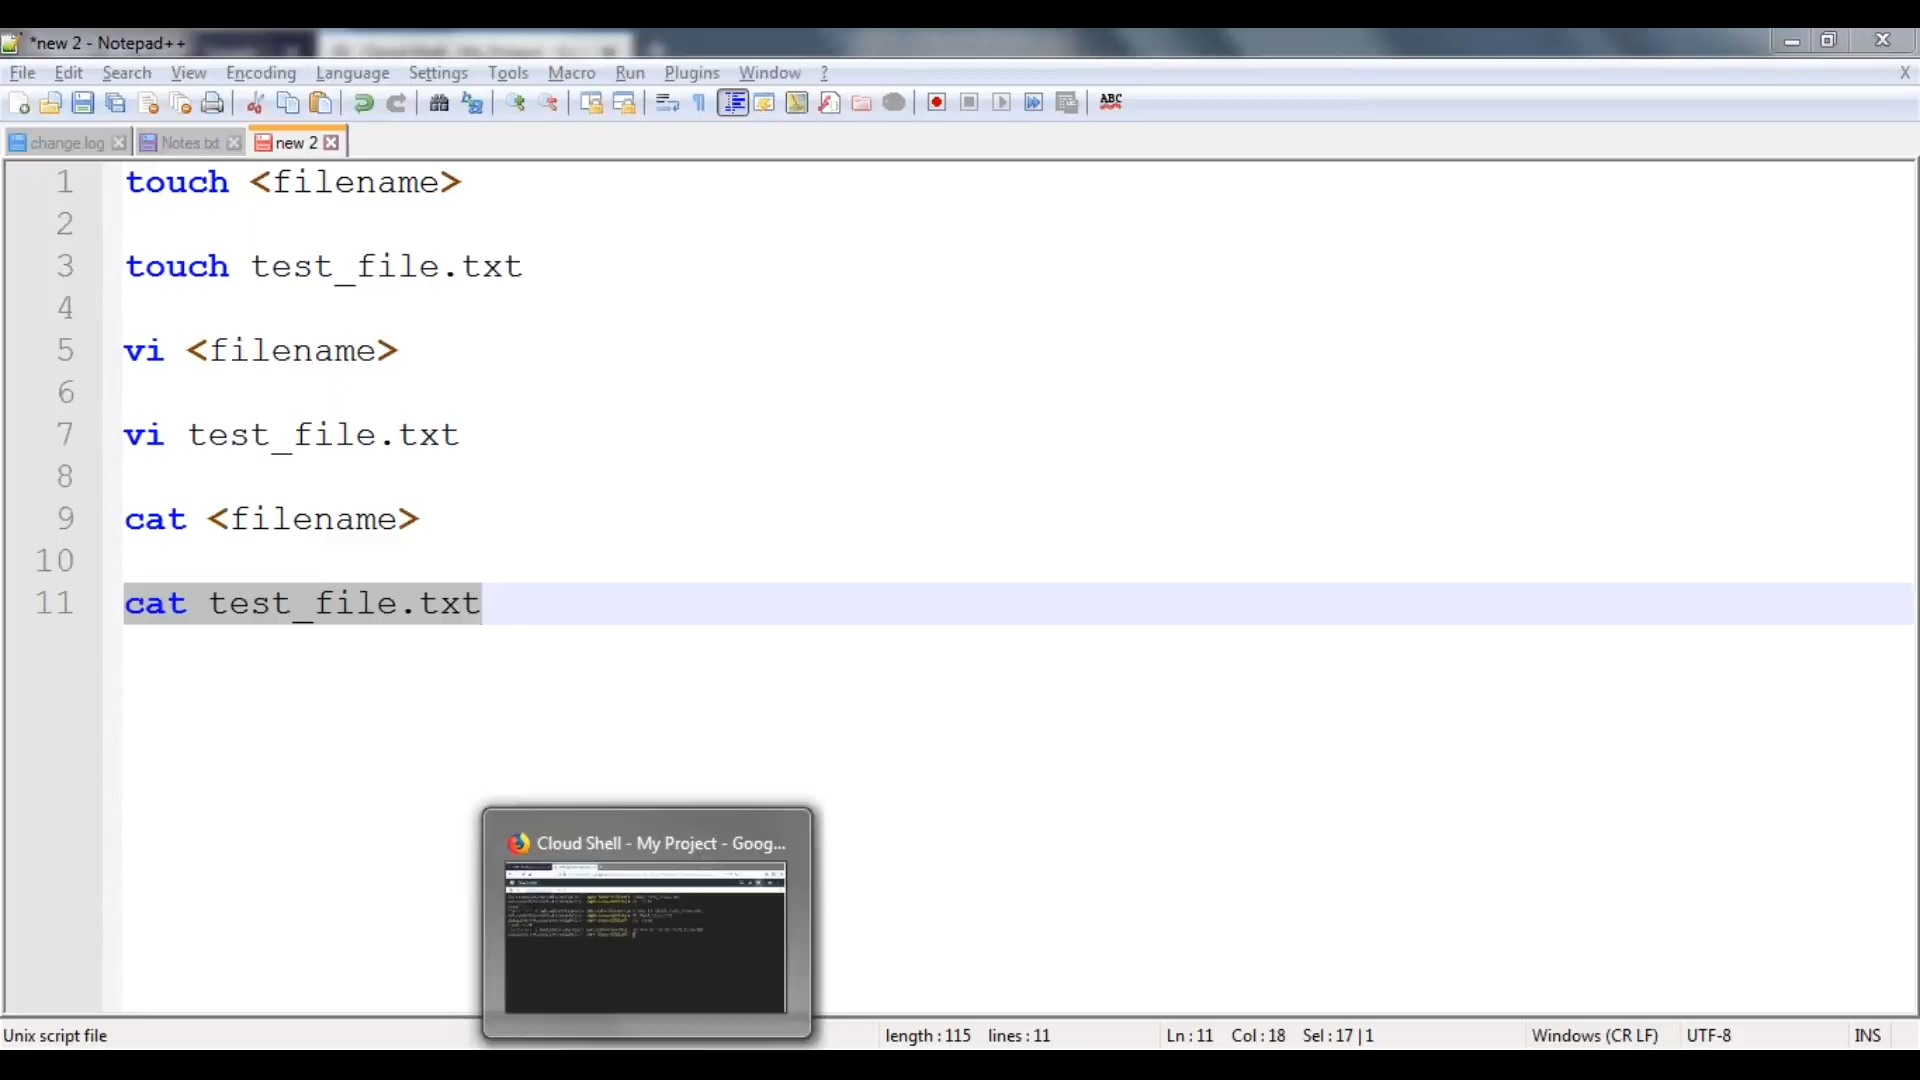 *new 2 - Notepad++
File Edit Search View Encoding Language Settings Tools Macro Run Plugins Window ? X
ABC
change.log Notes.txt new 2
1 touch <filename>
2
3 touch test_file.txt
4
5 vi <filename>
6
7 vi test_file.txt
8
9 cat <filename>
10
11 cat test_file.txt
Cloud Shell - My Project - Goog...
Unix script file length : 115 lines : 11 Ln : 11 Col : 18 Sel : 17 | 1 Windows (CR LF) UTF-8 INS